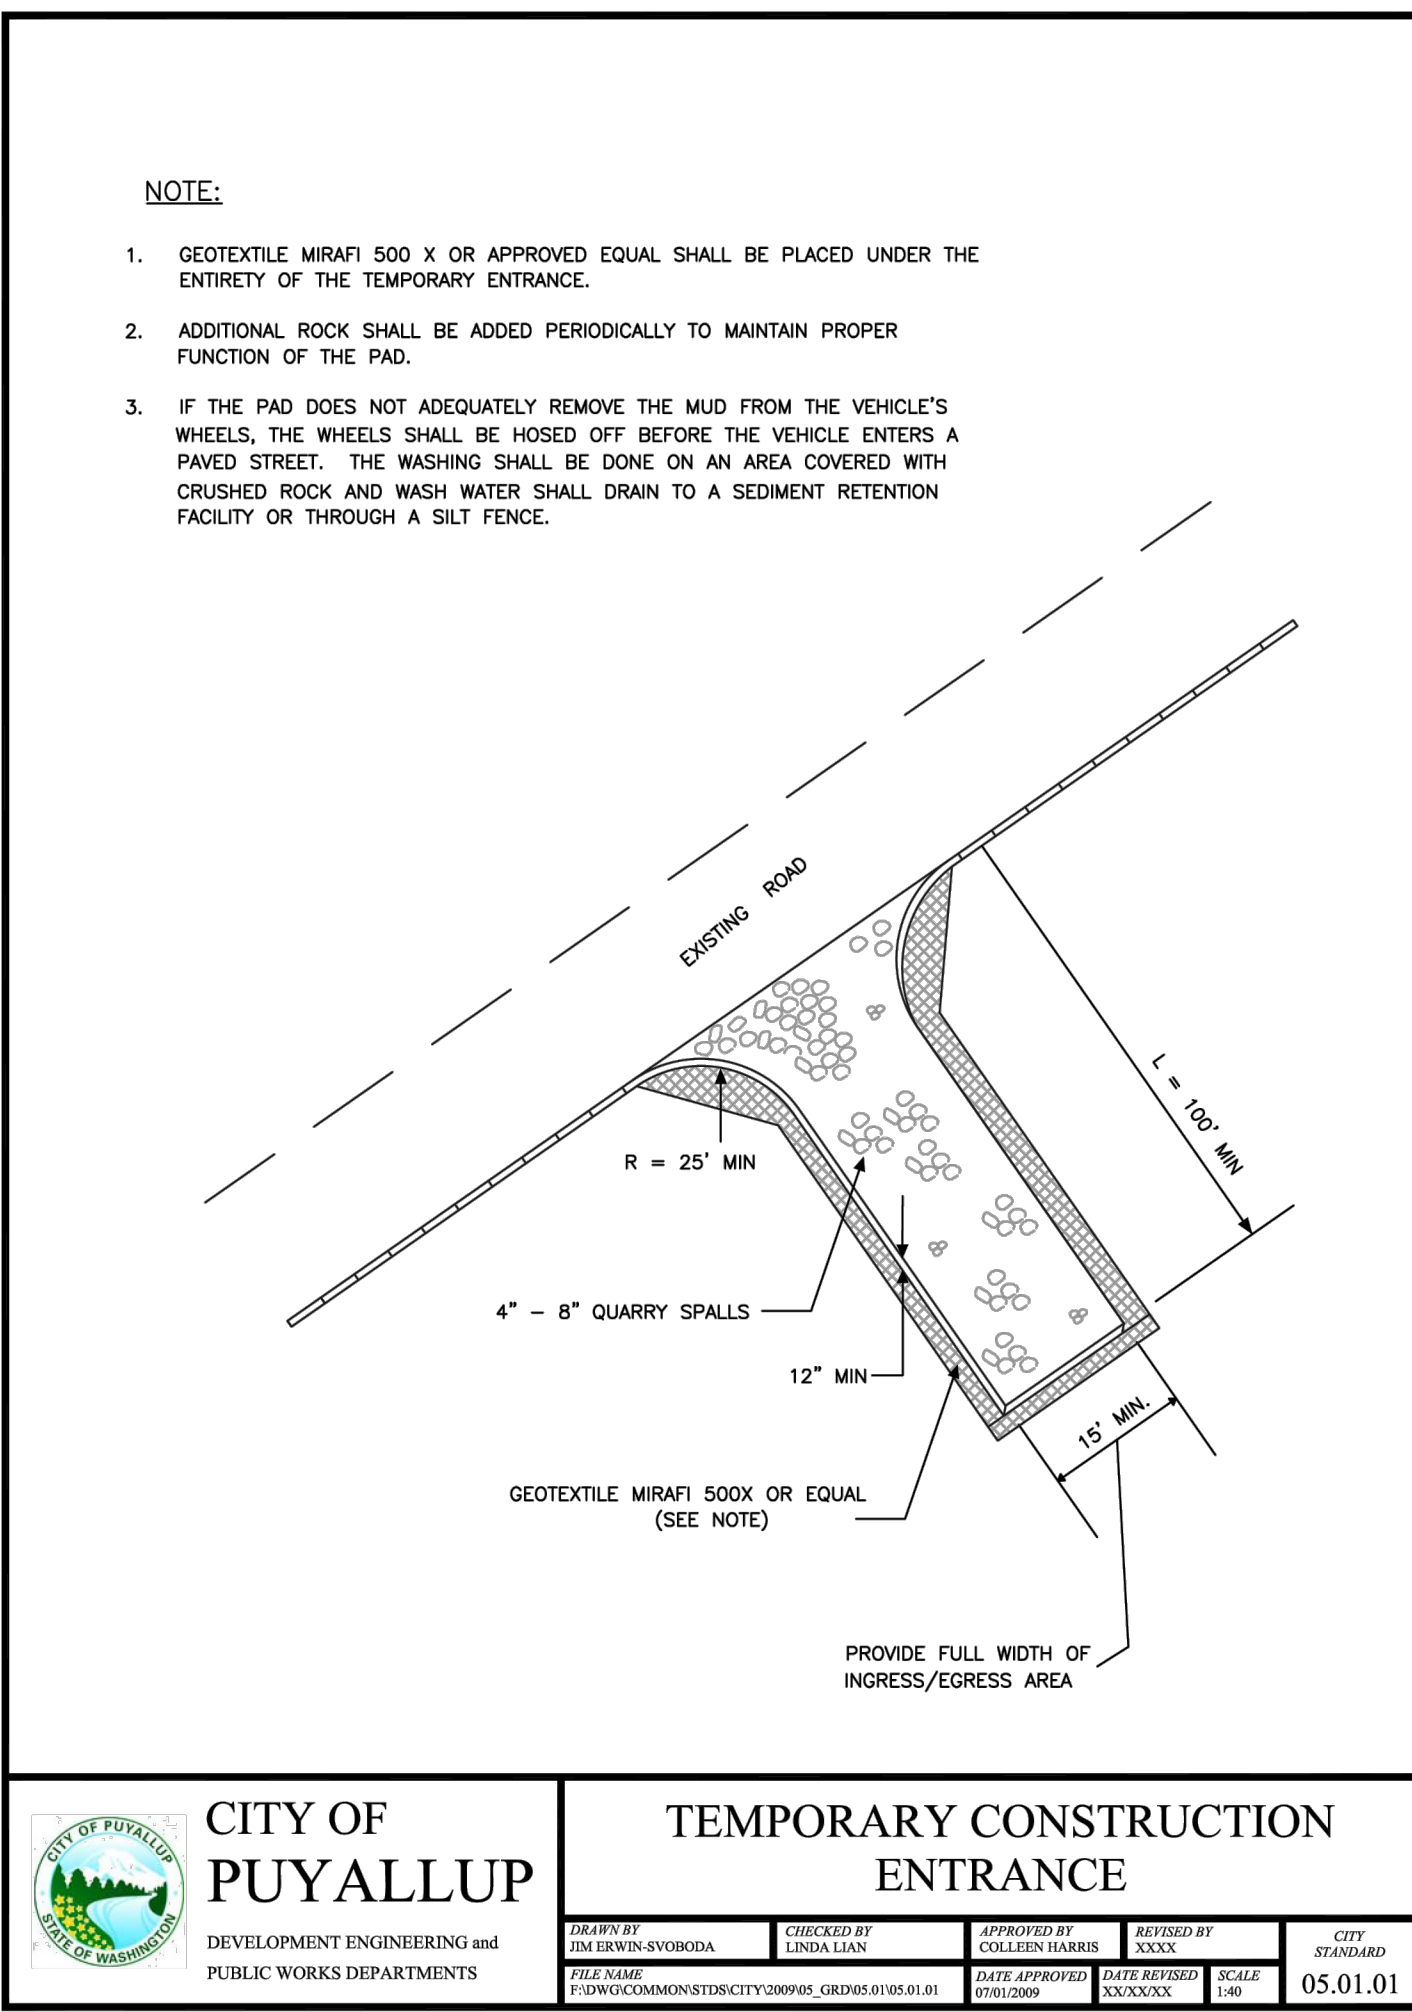 NOTE:
1. GEOTEXTILE MIRAFI 500 X OR APPROVED EQUAL SHALL BE PLACED UNDER THE
ENTIRETY OF THE TEMPORARY ENTRANCE.
2. ADDITIONAL ROCK SHALL BE ADDED PERIODICALLY TO MAINTAIN PROPER
FUNCTION OF THE PAD.
3. IF THE PAD DOES NOT ADEQUATELY REMOVE THE MUD FROM THE VEHICLE'S
WHEELS, THE WHEELS SHALL BE HOSED OFF BEFORE THE VEHICLE ENTERS A
PAVED STREET. THE WASHING SHALL BE DONE ON AN AREA COVERED WITH
CRUSHED ROCK AND WASH WATER SHALL DRAIN TO A SEDIMENT RETENTION
FACILITY OR THROUGH A SILT FENCE.
EXISTING ROAD
L = 100' MIN
R = 25' MIN
4" – 8" QUARRY SPALLS
12" MIN
15' MIN.
GEOTEXTILE MIRAFI 500X OR EQUAL
(SEE NOTE)
PROVIDE FULL WIDTH OF
INGRESS/EGRESS AREA
CITY OF PUYALLUP
STATE OF WASHINGTON
CITY OF
PUYALLUP
DEVELOPMENT ENGINEERING and
PUBLIC WORKS DEPARTMENTS
TEMPORARY CONSTRUCTION
ENTRANCE
DRAWN BY
JIM ERWIN-SVOBODA
CHECKED BY
LINDA LIAN
APPROVED BY
COLLEEN HARRIS
REVISED BY
XXXX
FILE NAME
F:\DWG\COMMON\STDS\CITY\2009\05_GRD\05.01\05.01.01
DATE APPROVED
07/01/2009
DATE REVISED
XX/XX/XX
SCALE
1:40
CITY
STANDARD
05.01.01